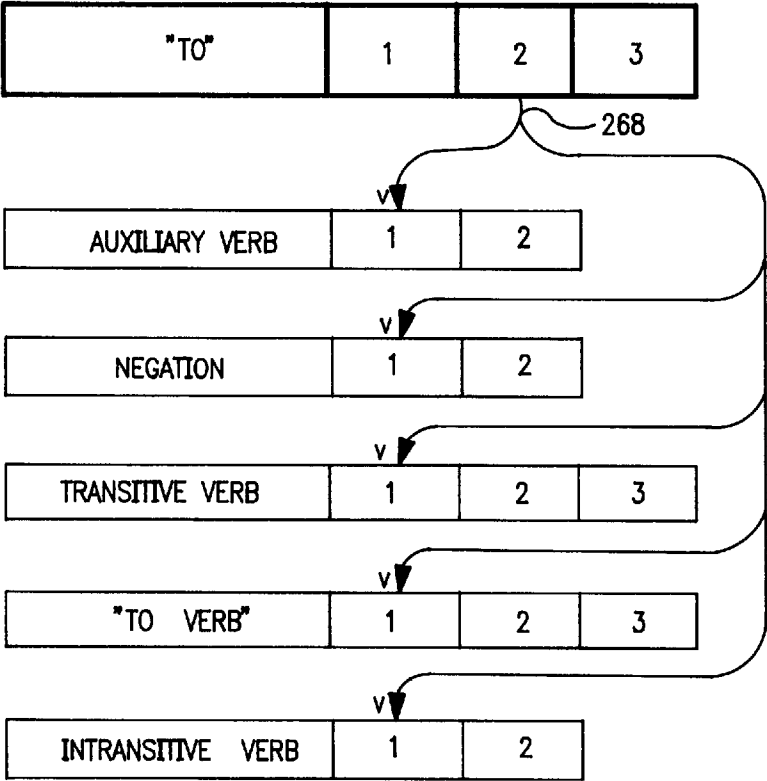 "TO" 1 2 3
268
v
AUXILIARY VERB 1 2
v
NEGATION 1 2
v
TRANSITIVE VERB 1 2 3
v
"TO VERB" 1 2 3
v
INTRANSITIVE VERB 1 2